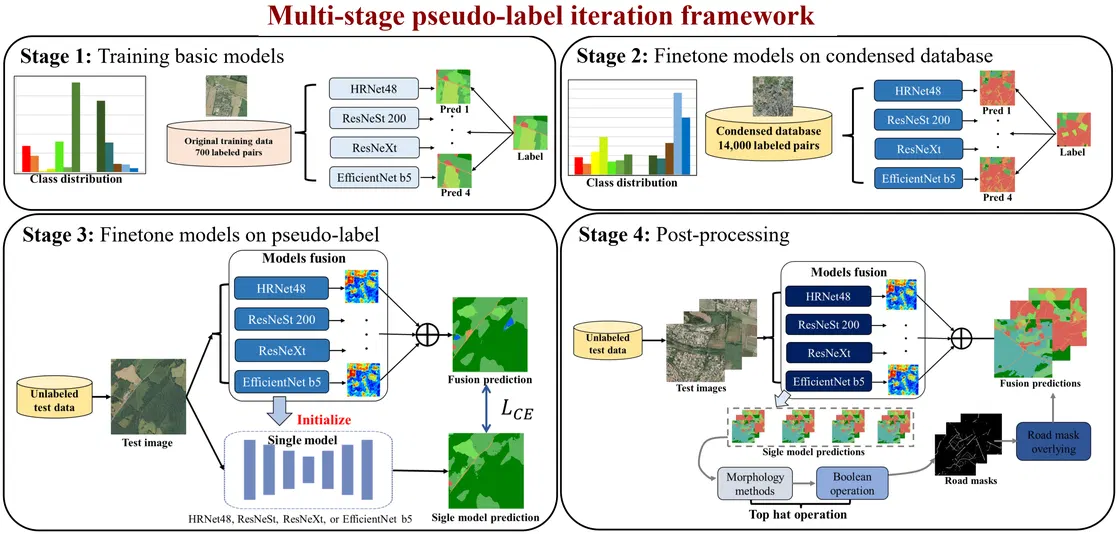 Multi-stage pseudo-label iteration framework
Stage 1: Training basic models
Class distribution
Original training data
700 labeled pairs
HRNet48
ResNeSt 200
ResNeXt
EfficientNet b5
Pred 1
Pred 4
Label
Stage 2: Finetone models on condensed database
Class distribution
Condensed database
14,000 labeled pairs
HRNet48
ResNeSt 200
ResNeXt
EfficientNet b5
Pred 1
Pred 4
Label
Stage 3: Finetone models on pseudo-label
Models fusion
HRNet48
ResNeSt 200
ResNeXt
EfficientNet b5
Unlabeled
test data
Test image
Fusion prediction
L_CE
Initialize
Single model
HRNet48, ResNeSt, ResNeXt, or EfficientNet b5
Sigle model prediction
Stage 4: Post-processing
Models fusion
HRNet48
ResNeSt 200
ResNeXt
EfficientNet b5
Unlabeled
test data
Test images
Fusion predictions
Sigle model predictions
Morphology
methods
Boolean
operation
Top hat operation
Road masks
Road mask
overlying